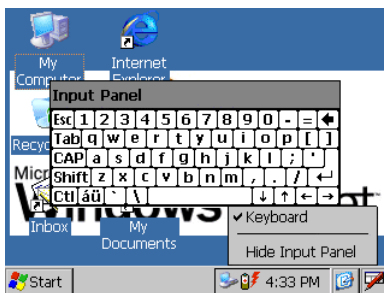 My
Computer
Internet
Explorer
Input Panel
Esc 1 2 3 4 5 6 7 8 9 0 - =
Tab q w e r t y u i o p [ ]
CAP a s d f g h j k l ; '
Shift z x c v b n m , . /
Ctl áü ` \
Recyc
Micr
Inbox
My
Documents
Keyboard
Hide Input Panel
Start
4:33 PM